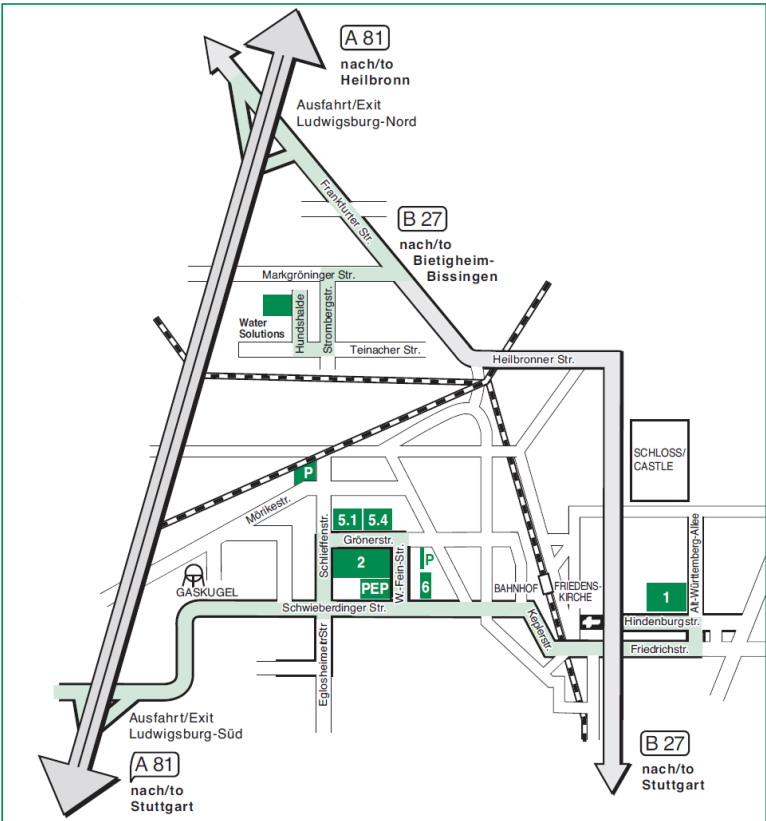 A 81
nach/to
Heilbronn
Ausfahrt/Exit
Ludwigsburg-Nord
Frankfurter Str.
B 27
nach/to
Bietigheim-
Bissingen
Markgröninger Str.
Water
Solutions
Hundshalde
Strombergstr.
Teinacher Str.
Heilbronner Str.
SCHLOSS/
CASTLE
P
Mörikestr.
5.1
5.4
Grönerstr.
Schlieffenstr.
2
PEP
W.-Fein-Str.
P
6
GASKUGEL
Schwieberdinger Str.
BAHNHOF
FRIEDENS-
KIRCHE
1
Alt-Württemberg-Allee
Hindenburgstr.
Keplerstr.
Friedrichstr.
EglosheimetrStr
Ausfahrt/Exit
Ludwigsburg-Süd
A 81
nach/to
Stuttgart
B 27
nach/to
Stuttgart